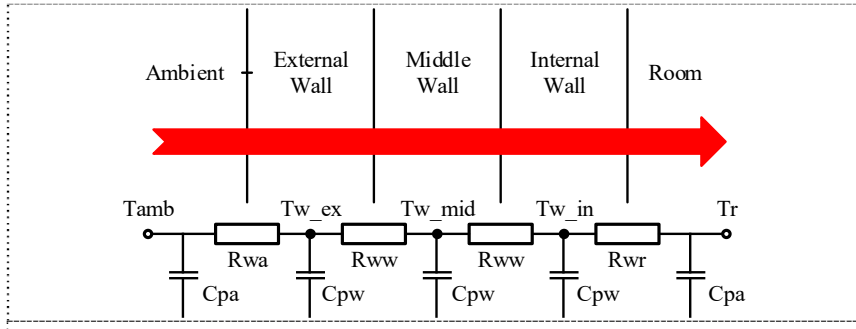 Ambient
External
Wall
Middle
Wall
Internal
Wall
Room
Tamb
Tw_ex
Tw_mid
Tw_in
Tr
Rwa
Rww
Rww
Rwr
Cpa
Cpw
Cpw
Cpw
Cpa